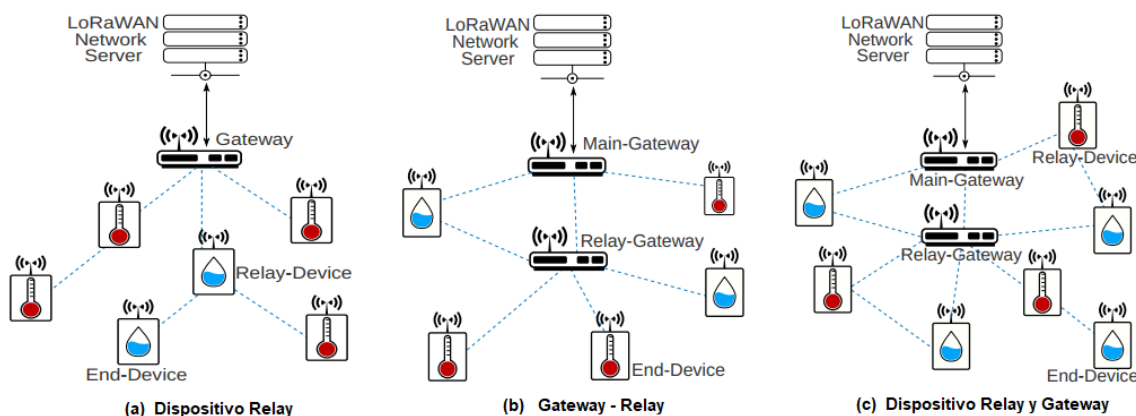 LoRaWAN
Network
Server
Gateway
Relay-Device
End-Device
(a) Dispositivo Relay
LoRaWAN
Network
Server
Main-Gateway
Relay-Gateway
End-Device
(b) Gateway - Relay
LoRaWAN
Network
Server
Relay-Device
Main-Gateway
Relay-Gateway
End-Device
(c) Dispositivo Relay y Gateway